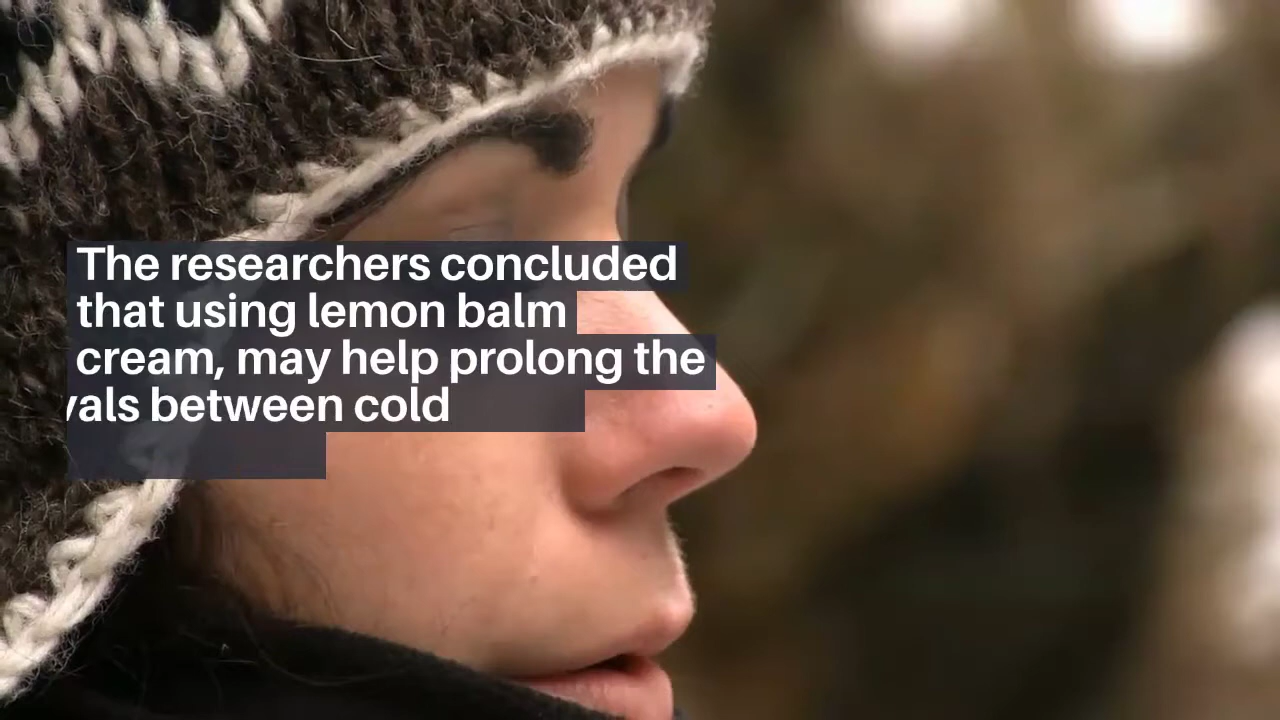 The researchers concluded
that using lemon balm
cream, may help prolong the
vals between cold